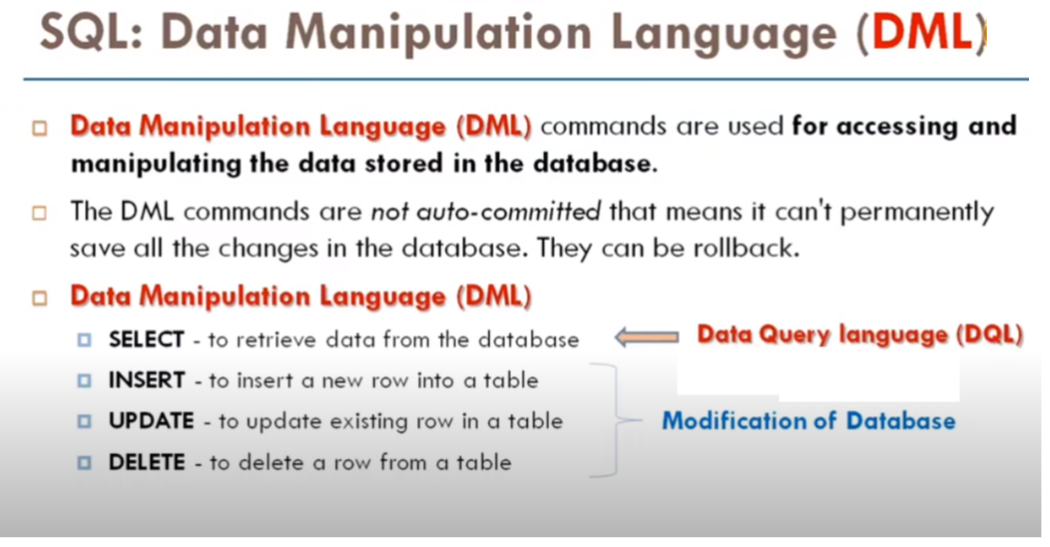 SQL: Data Manipulation Language (DML)
Data Manipulation Language (DML) commands are used for accessing and
manipulating the data stored in the database.
The DML commands are not auto-committed that means it can't permanently
save all the changes in the database. They can be rollback.
Data Manipulation Language (DML)
SELECT - to retrieve data from the database
Data Query language (DQL)
INSERT - to insert a new row into a table
UPDATE - to update existing row in a table
Modification of Database
DELETE - to delete a row from a table